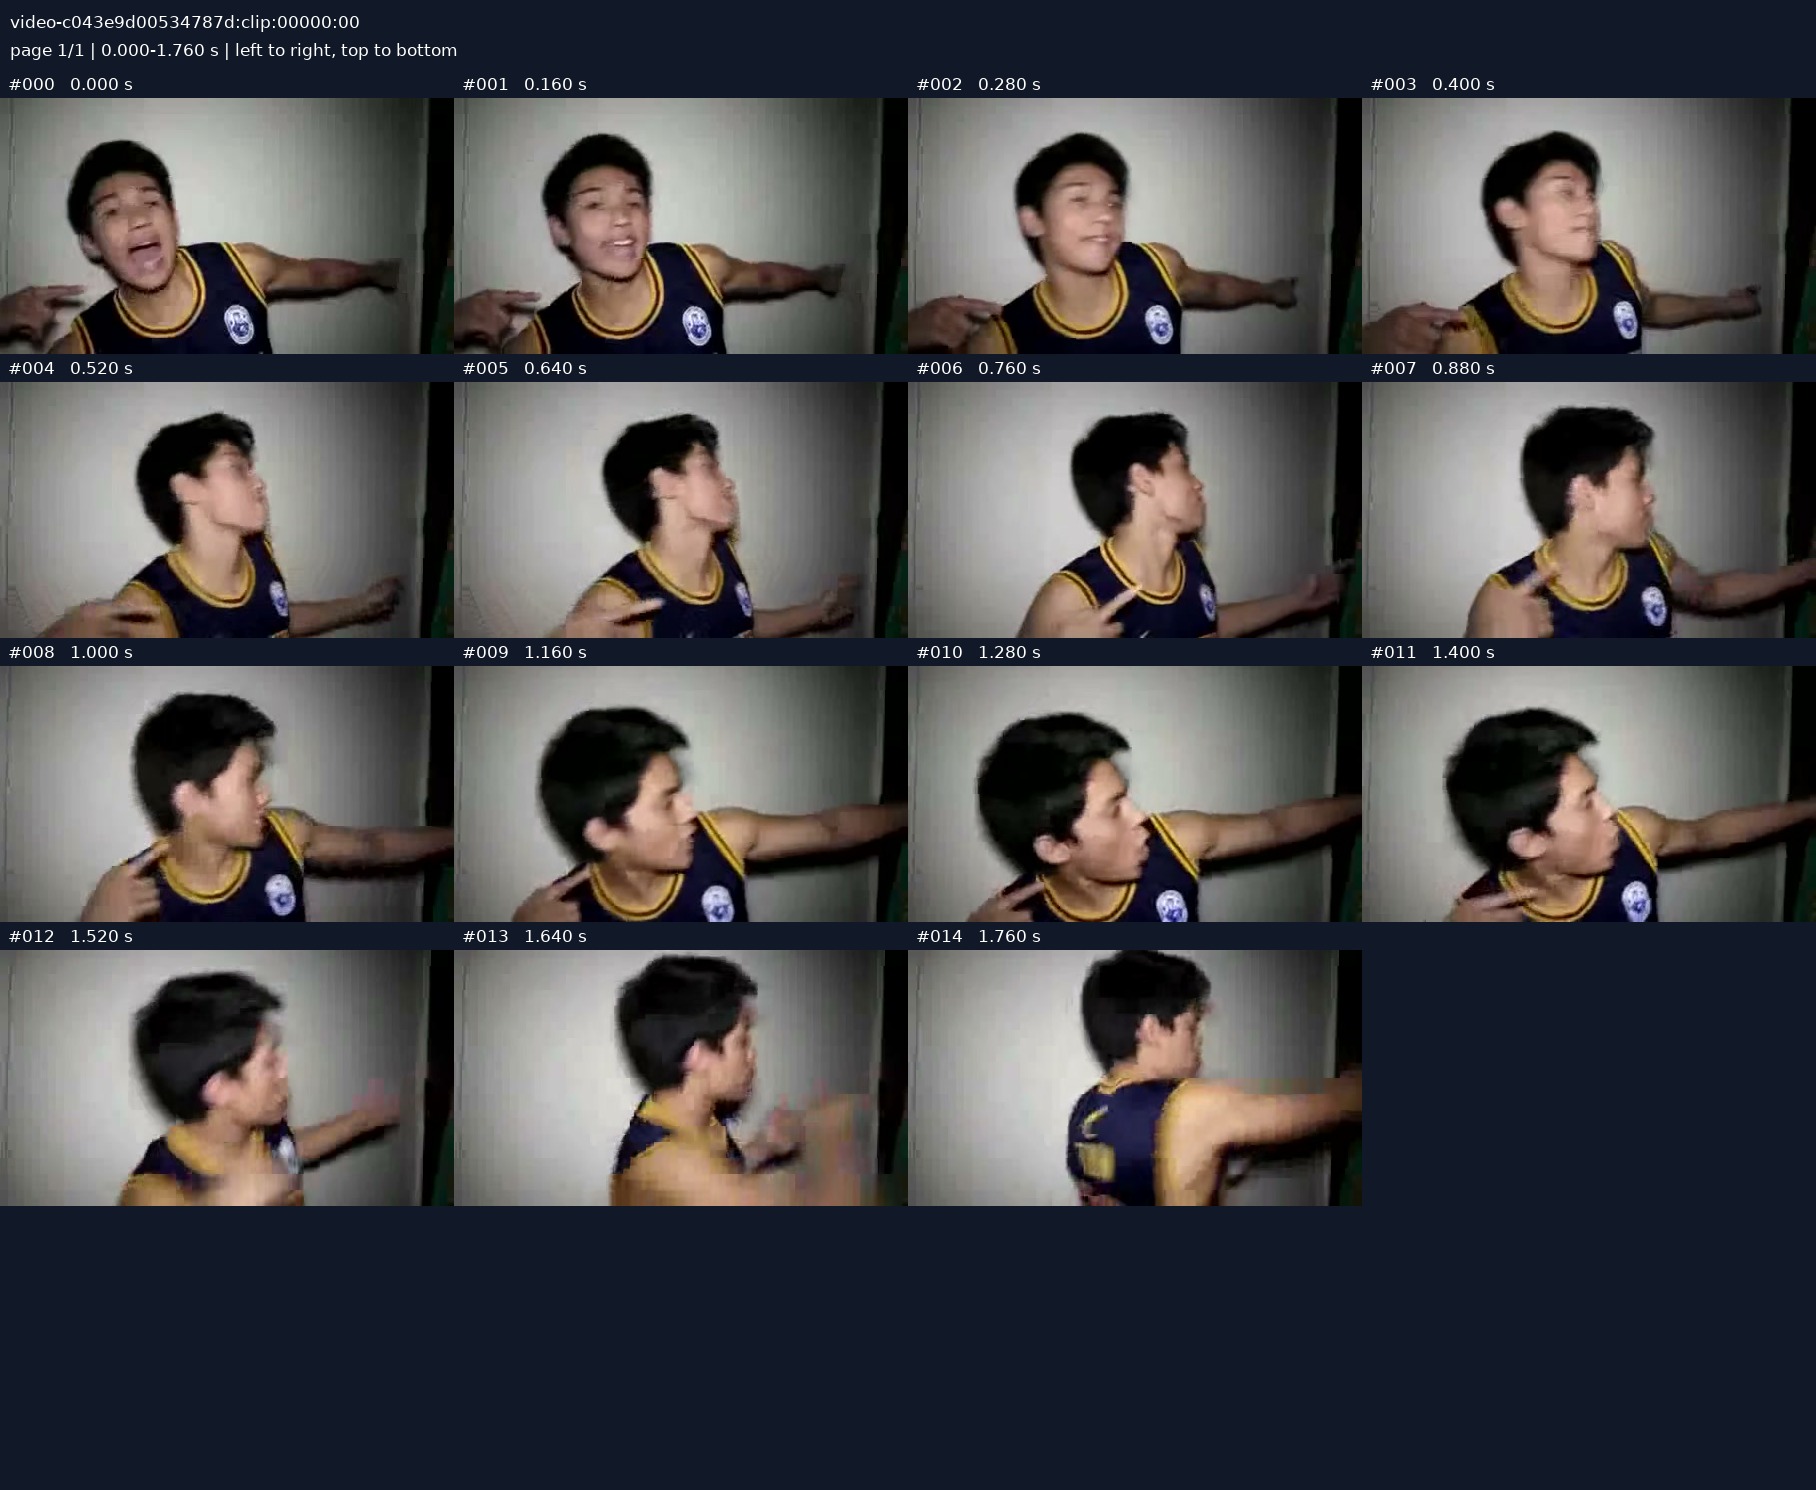 video-c043e9d00534787d:clip:00000:00
page 1/1 | 0.000-1.760 s | left to right, top to bottom
#000 0.000 s
#001 0.160 s
#002 0.280 s
#003 0.400 s
#004 0.520 s
#005 0.640 s
#006 0.760 s
#007 0.880 s
#008 1.000 s
#009 1.160 s
#010 1.280 s
#011 1.400 s
#012 1.520 s
#013 1.640 s
#014 1.760 s